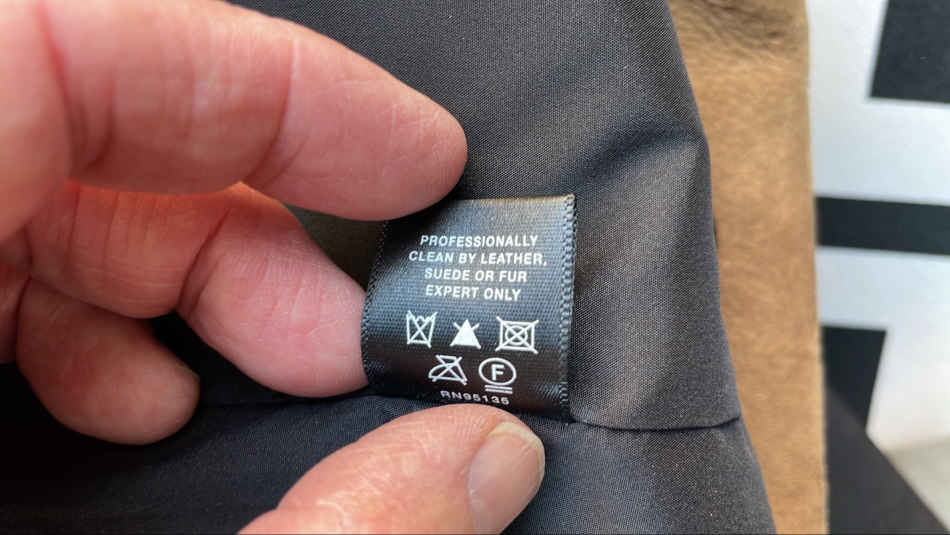 PROFESSIONALLY
CLEAN BY LEATHER,
SUEDE OR FUR
EXPERT ONLY
F
RN95135